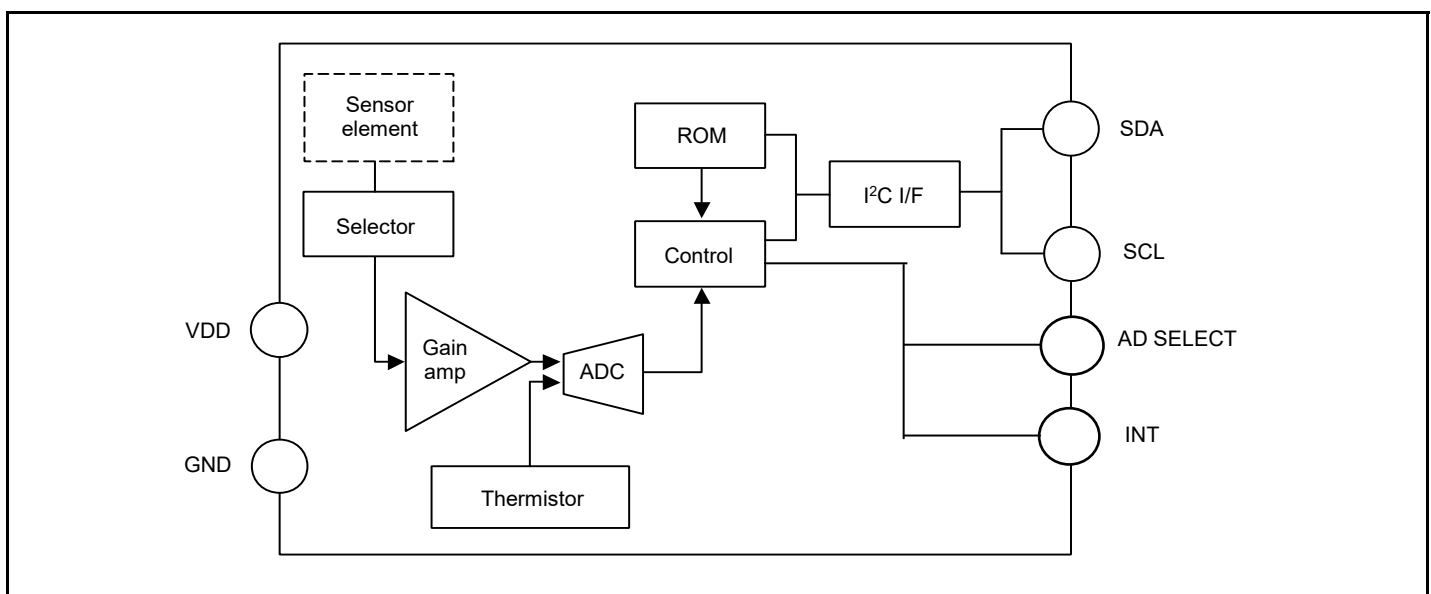 Sensor
element
Selector
ROM
Control
I²C I/F
SDA
SCL
AD SELECT
INT
VDD
GND
Gain
amp
ADC
Thermistor